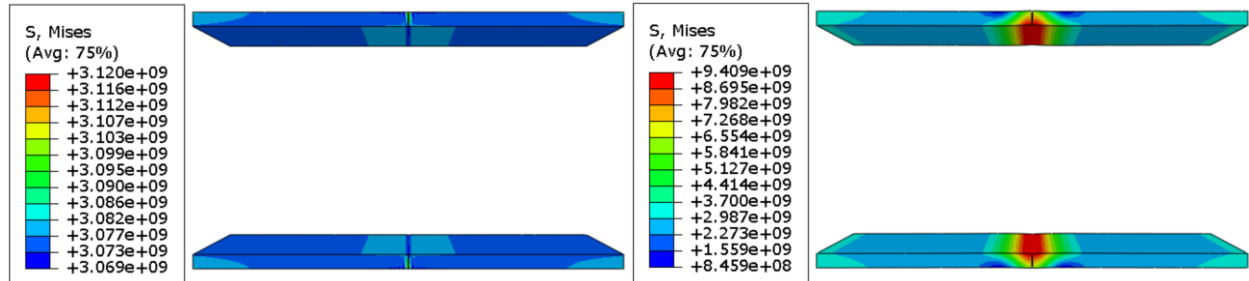 S, Mises
(Avg: 75%)
+3.120e+09
+3.116e+09
+3.112e+09
+3.107e+09
+3.103e+09
+3.099e+09
+3.095e+09
+3.090e+09
+3.086e+09
+3.082e+09
+3.077e+09
+3.073e+09
+3.069e+09
S, Mises
(Avg: 75%)
+9.409e+09
+8.695e+09
+7.982e+09
+7.268e+09
+6.554e+09
+5.841e+09
+5.127e+09
+4.414e+09
+3.700e+09
+2.987e+09
+2.273e+09
+1.559e+09
+8.459e+08